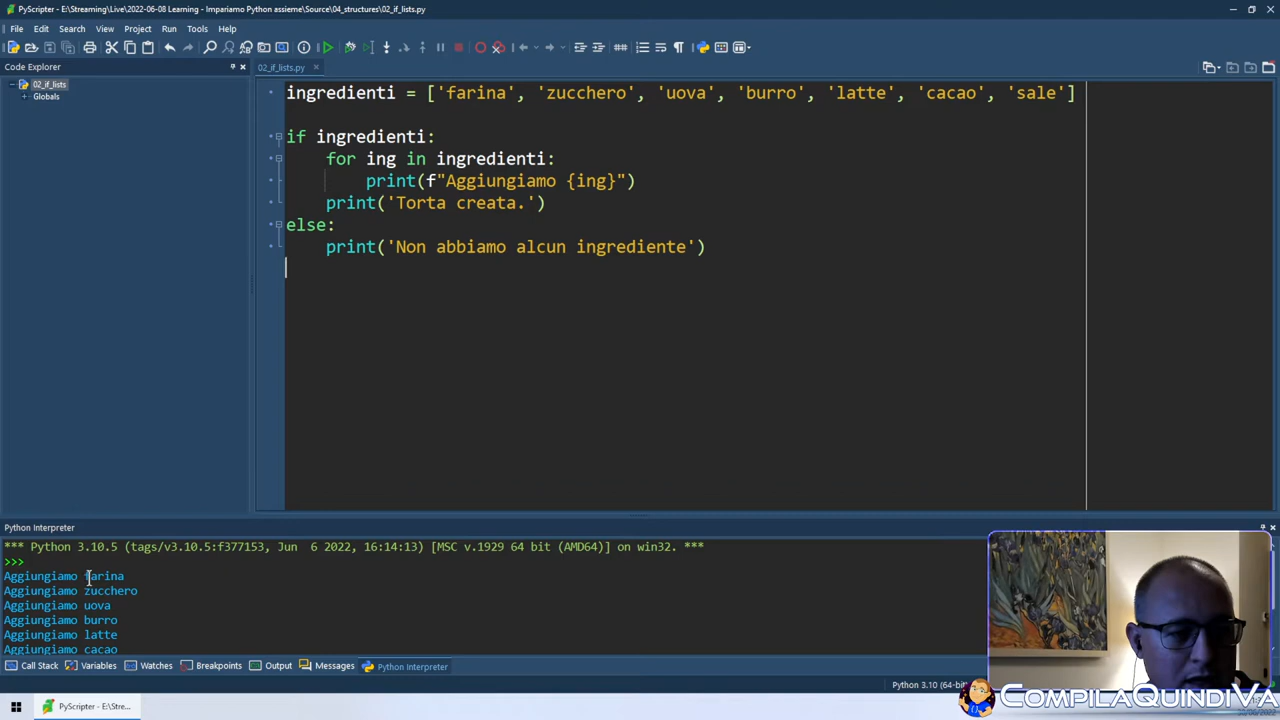 PyScripter - E:\Streaming\Live\2022-06-08 Learning - Impariamo Python assieme\Source\04_structures\02_if_lists.py
File Edit Search View Project Run Tools Help
Code Explorer
02_if_lists.py
02_if_lists
Globals
ingredienti = ['farina', 'zucchero', 'uova', 'burro', 'latte', 'cacao', 'sale']
if ingredienti:
for ing in ingredienti:
print(f"Aggiungiamo {ing}")
print('Torta creata.')
else:
print('Non abbiamo alcun ingrediente')
Python Interpreter
*** Python 3.10.5 (tags/v3.10.5:f377153, Jun  6 2022, 16:14:13) [MSC v.1929 64 bit (AMD64)] on win32. ***
>>>
Aggiungiamo farina
Aggiungiamo zucchero
Aggiungiamo uova
Aggiungiamo burro
Aggiungiamo latte
Aggiungiamo cacao
Call Stack Variables Watches Breakpoints Output Messages Python Interpreter
Python 3.10 (64-bit)
PyScripter - E:\Stre...
COMPILAQUINDIVA